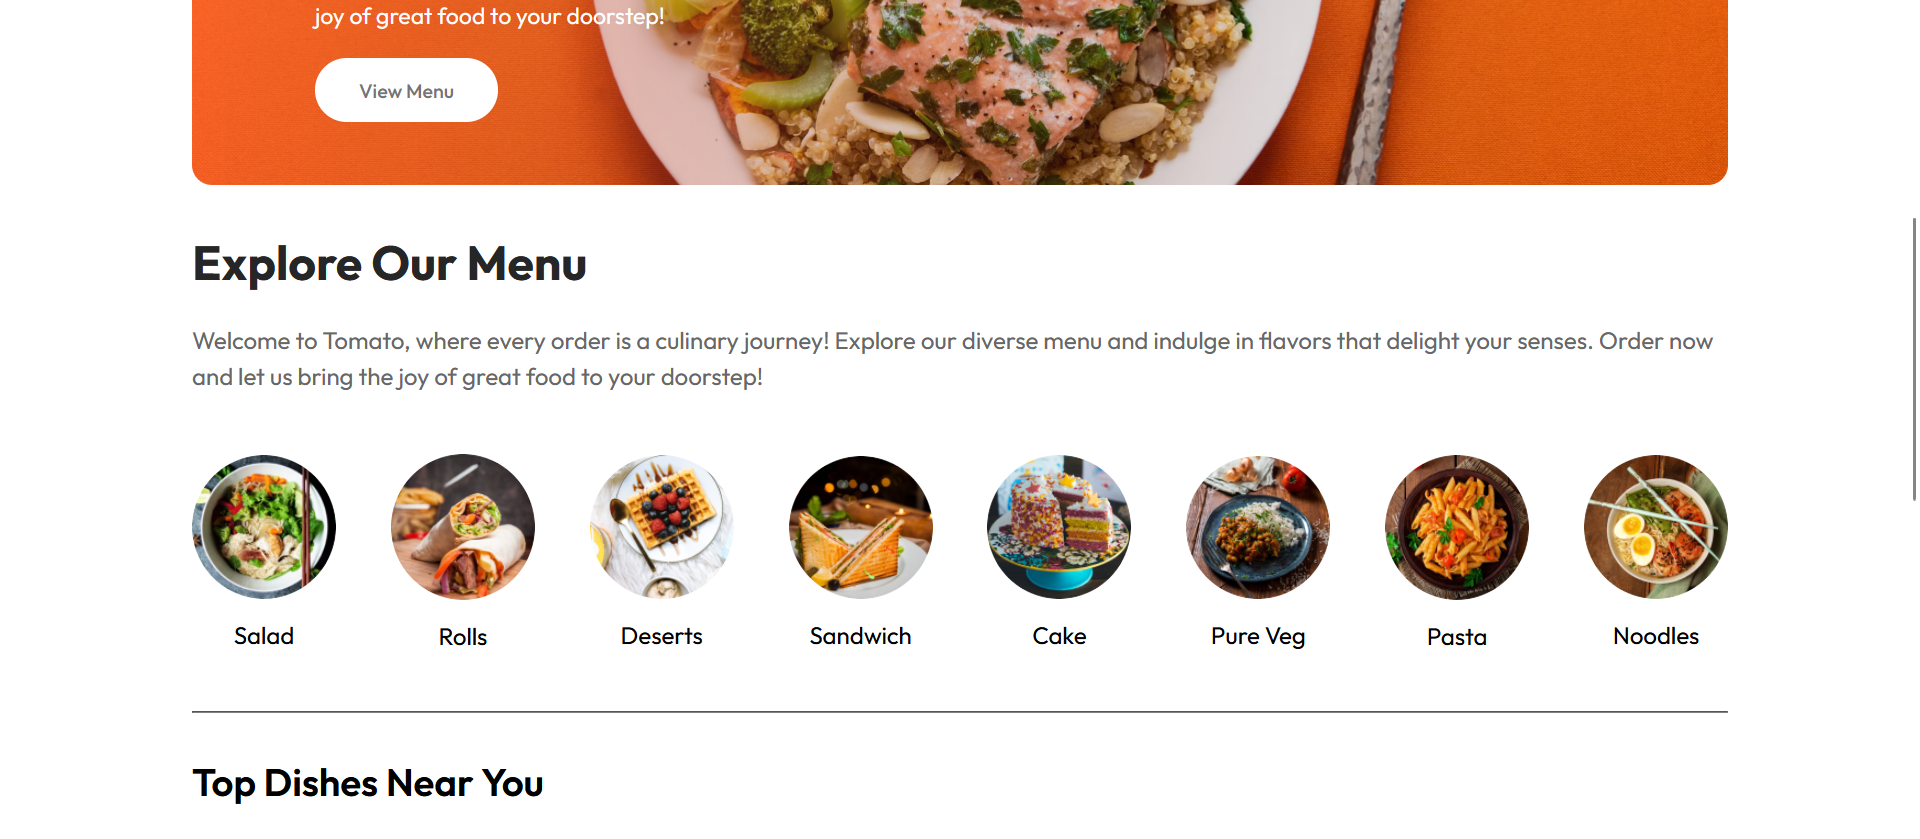 joy of great food to your doorstep!
View Menu
Explore Our Menu
Welcome to Tomato, where every order is a culinary journey! Explore our diverse menu and indulge in flavors that delight your senses. Order now
and let us bring the joy of great food to your doorstep!
Salad
Rolls
Deserts
Sandwich
Cake
Pure Veg
Pasta
Noodles
Top Dishes Near You